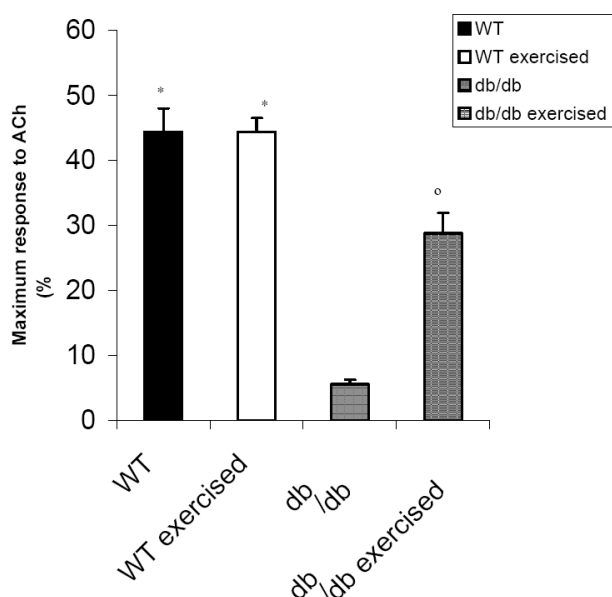 60
50
40
30
20
10
0
Maximum response to ACh
(%
*
*
o
WT
WT exercised
db/db
db/db exercised
WT
WT exercised
db/db
db/db exercised